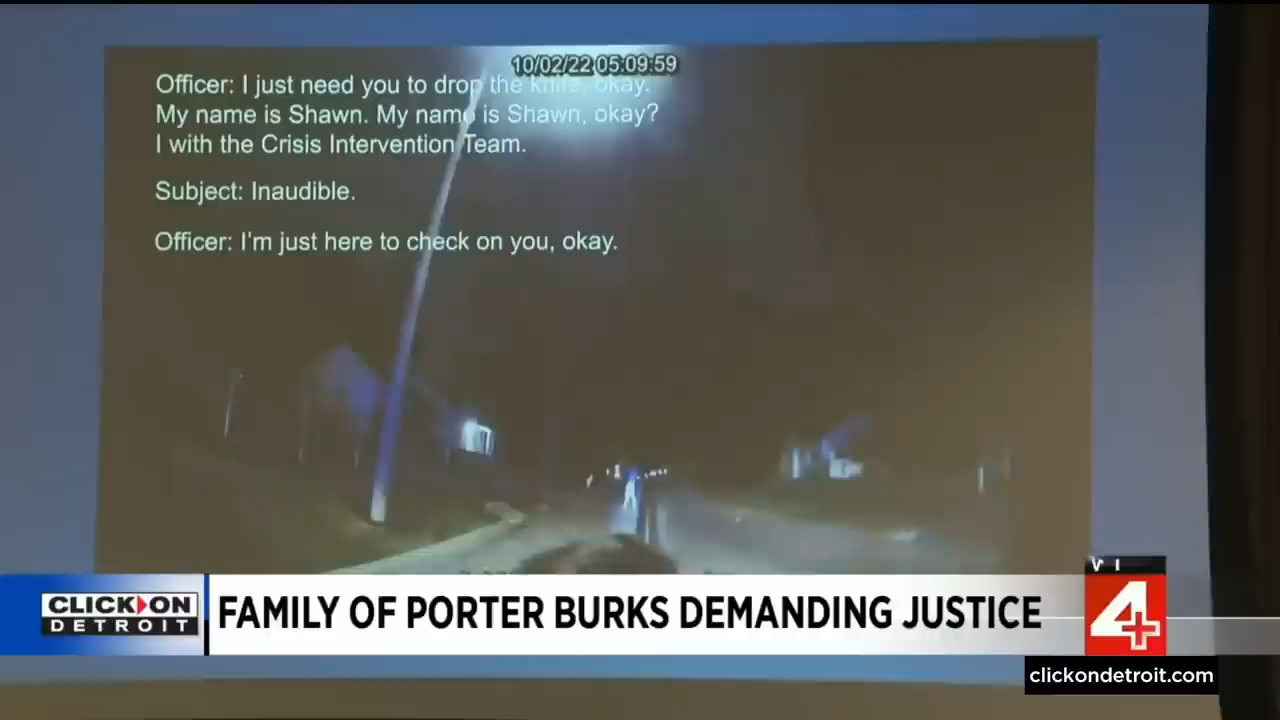 10/02/22 05:09:59
Officer: I just need you to drop the knife, okay.
My name is Shawn. My name is Shawn, okay?
I with the Crisis Intervention Team.
Subject: Inaudible.
Officer: I'm just here to check on you, okay.
CLICK ON
DETROIT
FAMILY OF PORTER BURKS DEMANDING JUSTICE
4+
clickondetroit.com